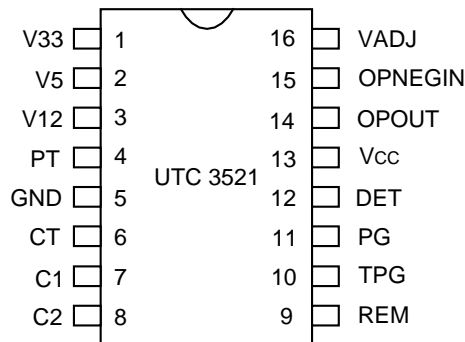 V33 1 16 VADJ
V5 2 15 OPNEGIN
V12 3 14 OPOUT
PT 4 13 Vcc
UTC 3521
GND 5 12 DET
CT 6 11 PG
C1 7 10 TPG
C2 8 9 REM